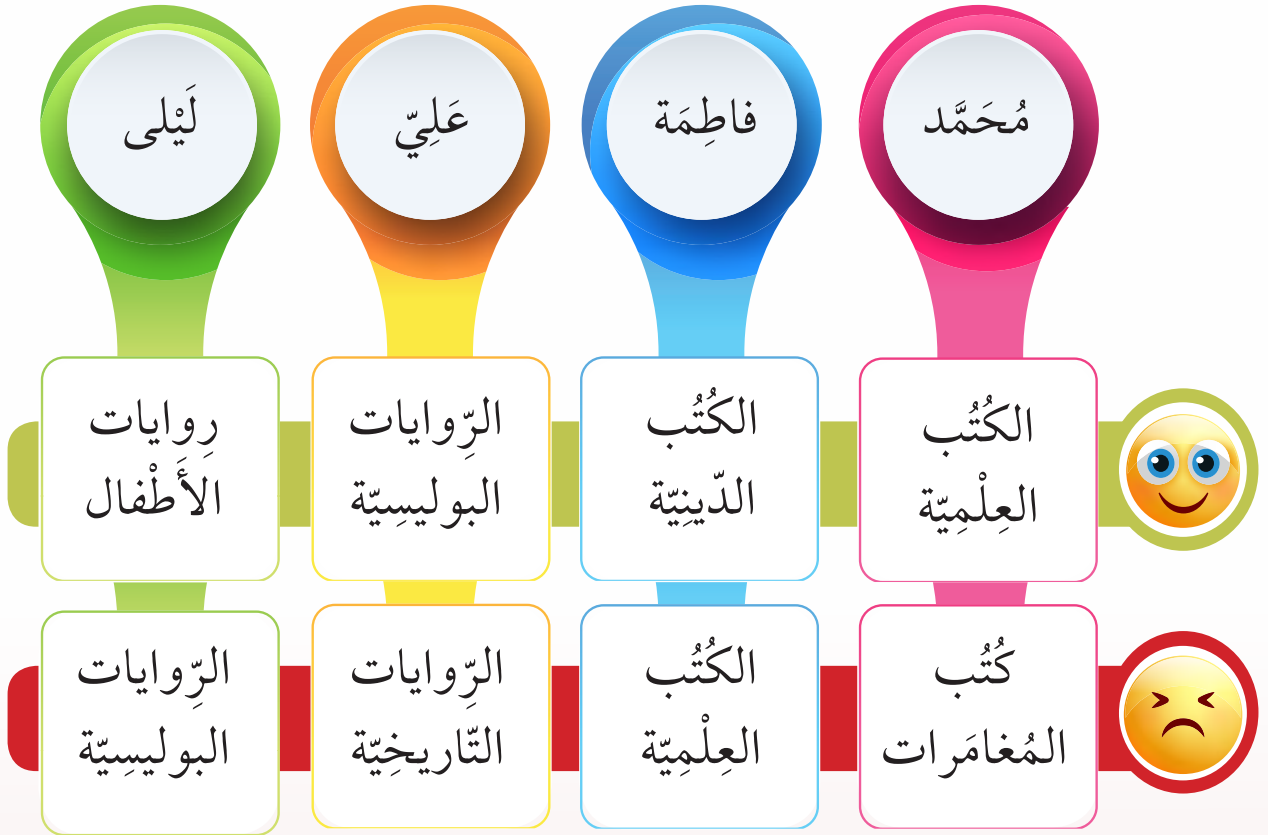 مُحَمَّد
فاطِمَة
عَلِيّ
لَيْلى
الكُتُب
العِلْمِيّة
الكُتُب
الدّينِيّة
الرِّوايات
البوليسِيّة
رِوايات
الأَطْفال
كُتُب
المُغامَرات
الكُتُب
العِلْمِيّة
الرِّوايات
التّاريخِيّة
الرِّوايات
البوليسِيّة